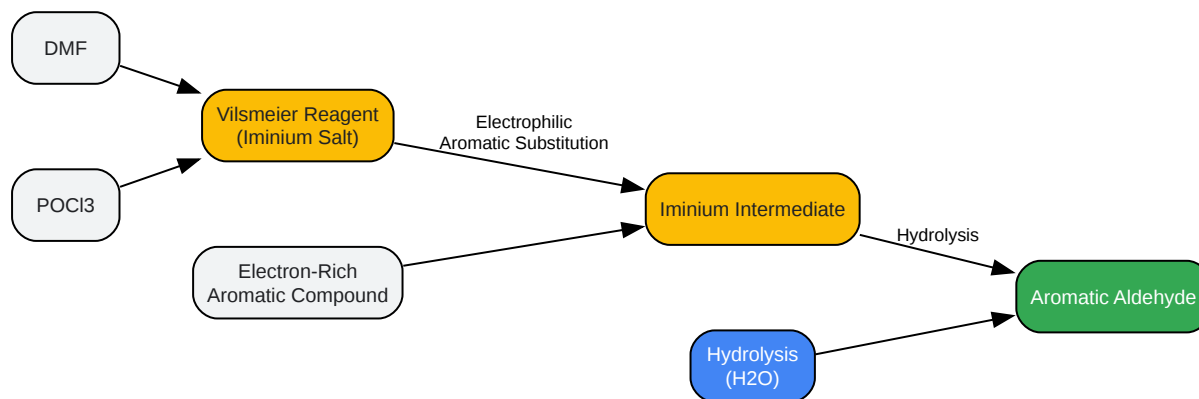 DMF
POCl3
Vilsmeier Reagent
(Iminium Salt)
Electron-Rich
Aromatic Compound
Electrophilic
Aromatic Substitution
Iminium Intermediate
Hydrolysis
Hydrolysis
(H2O)
Aromatic Aldehyde